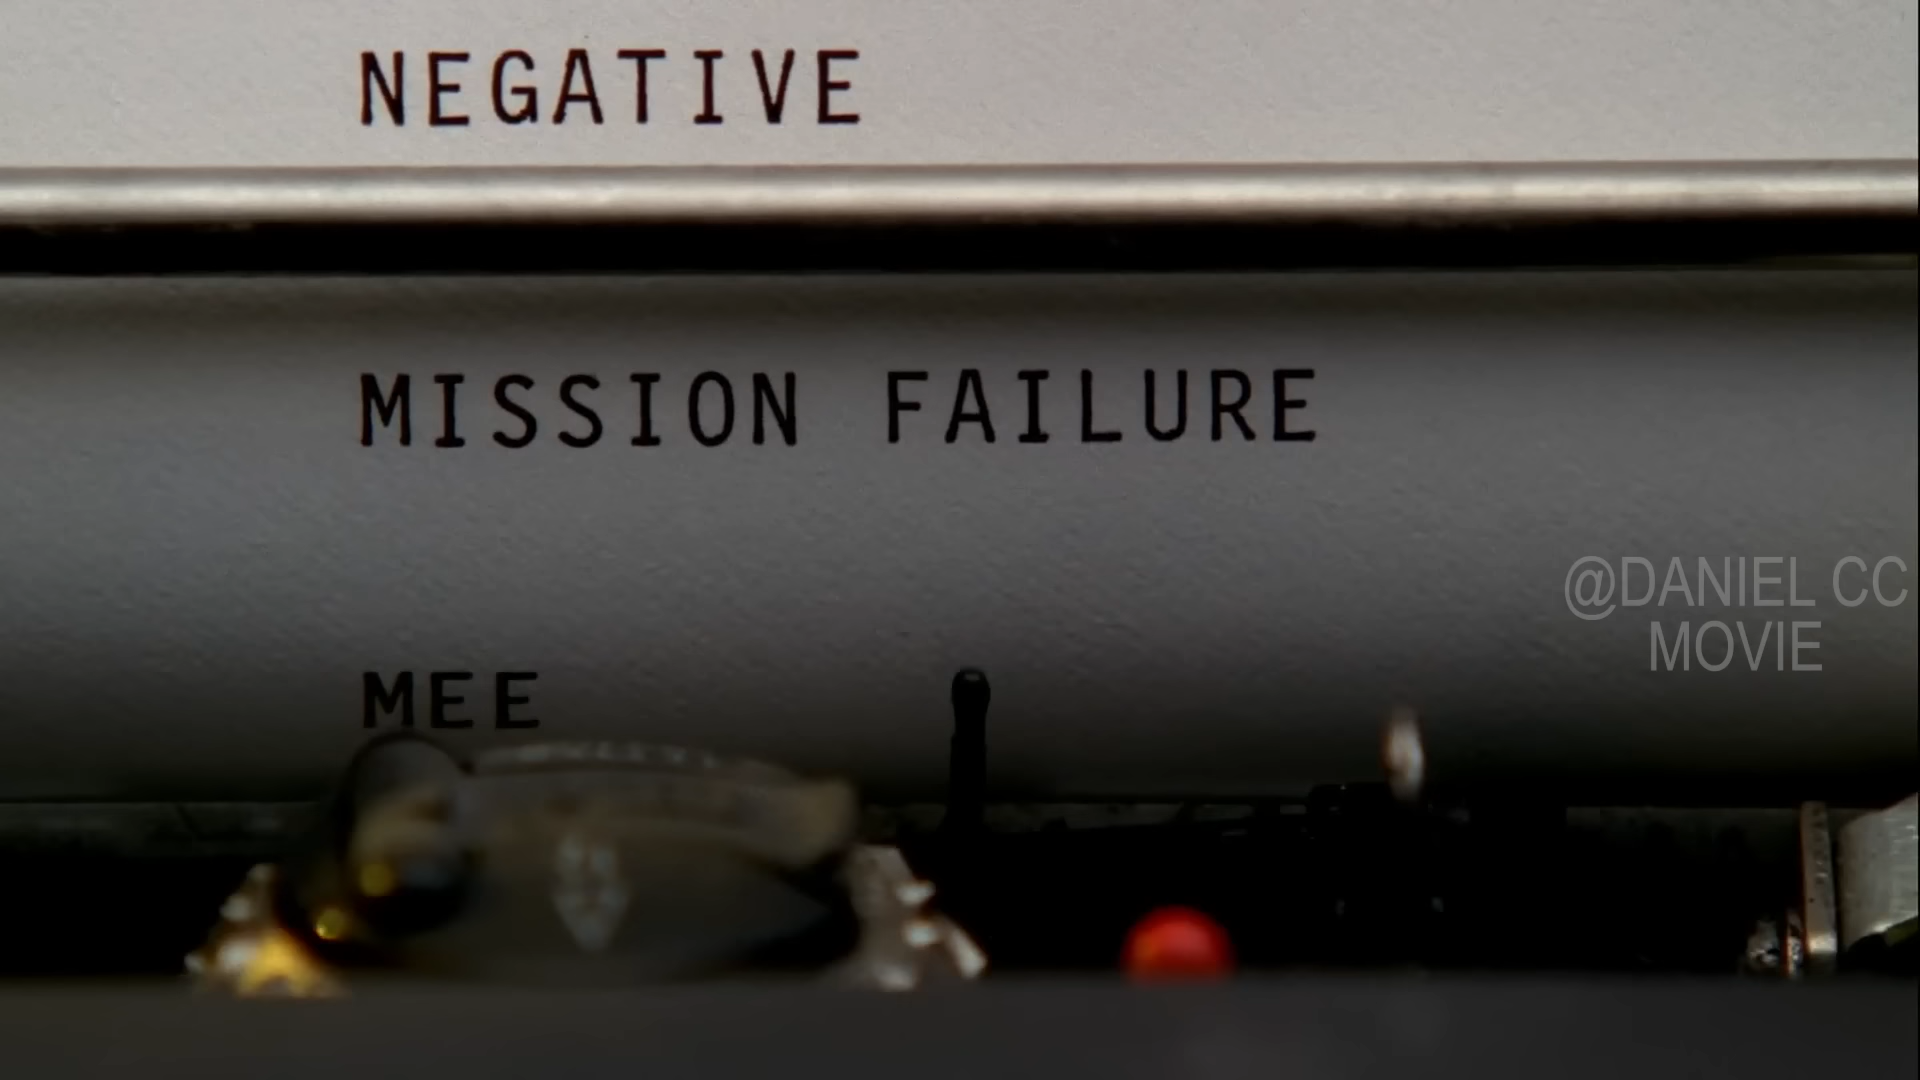 NEGATIVE
MISSION FAILURE
MEE
@DANIEL CC
MOVIE